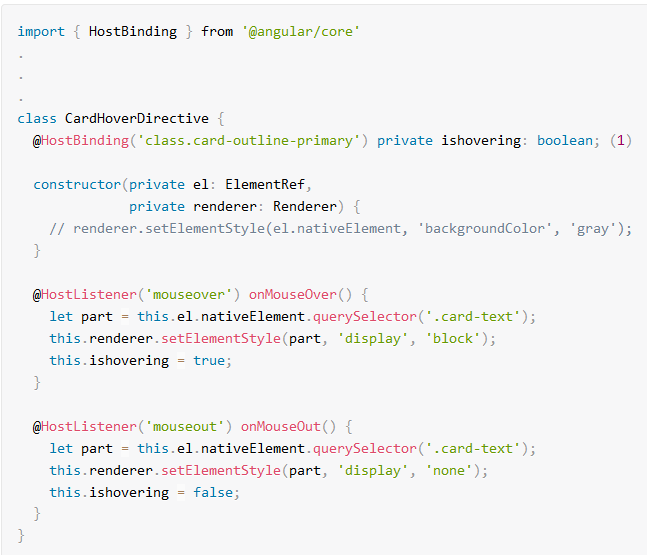 import { HostBinding } from '@angular/core'
.
.
.
class CardHoverDirective {
  @HostBinding('class.card-outline-primary') private ishovering: boolean; (1)

  constructor(private el: ElementRef,
              private renderer: Renderer) {
    // renderer.setElementStyle(el.nativeElement, 'backgroundColor', 'gray');
  }

  @HostListener('mouseover') onMouseOver() {
    let part = this.el.nativeElement.querySelector('.card-text');
    this.renderer.setElementStyle(part, 'display', 'block');
    this.ishovering = true;
  }

  @HostListener('mouseout') onMouseOut() {
    let part = this.el.nativeElement.querySelector('.card-text');
    this.renderer.setElementStyle(part, 'display', 'none');
    this.ishovering = false;
  }
}